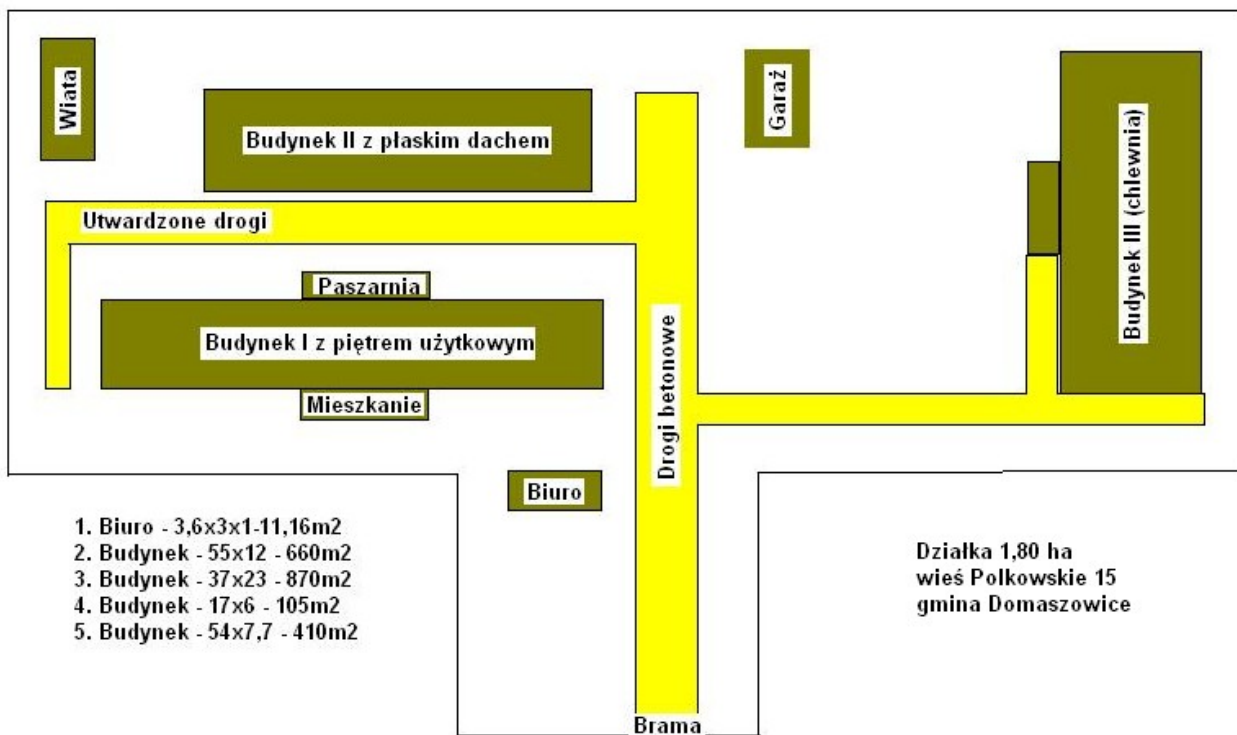 Wiata
Budynek II z płaskim dachem
Garaż
Budynek III (chlewnia)
Utwardzone drogi
Paszarnia
Budynek I z piętrem użytkowym
Mieszkanie
Drogi betonowe
Biuro
1. Biuro - 3,6x3x1-11,16m2
2. Budynek - 55x12 - 660m2
3. Budynek - 37x23 - 870m2
4. Budynek - 17x6 - 105m2
5. Budynek - 54x7,7 - 410m2
Działka 1,80 ha
wieś Polkowskie 15
gmina Domaszowice
Brama